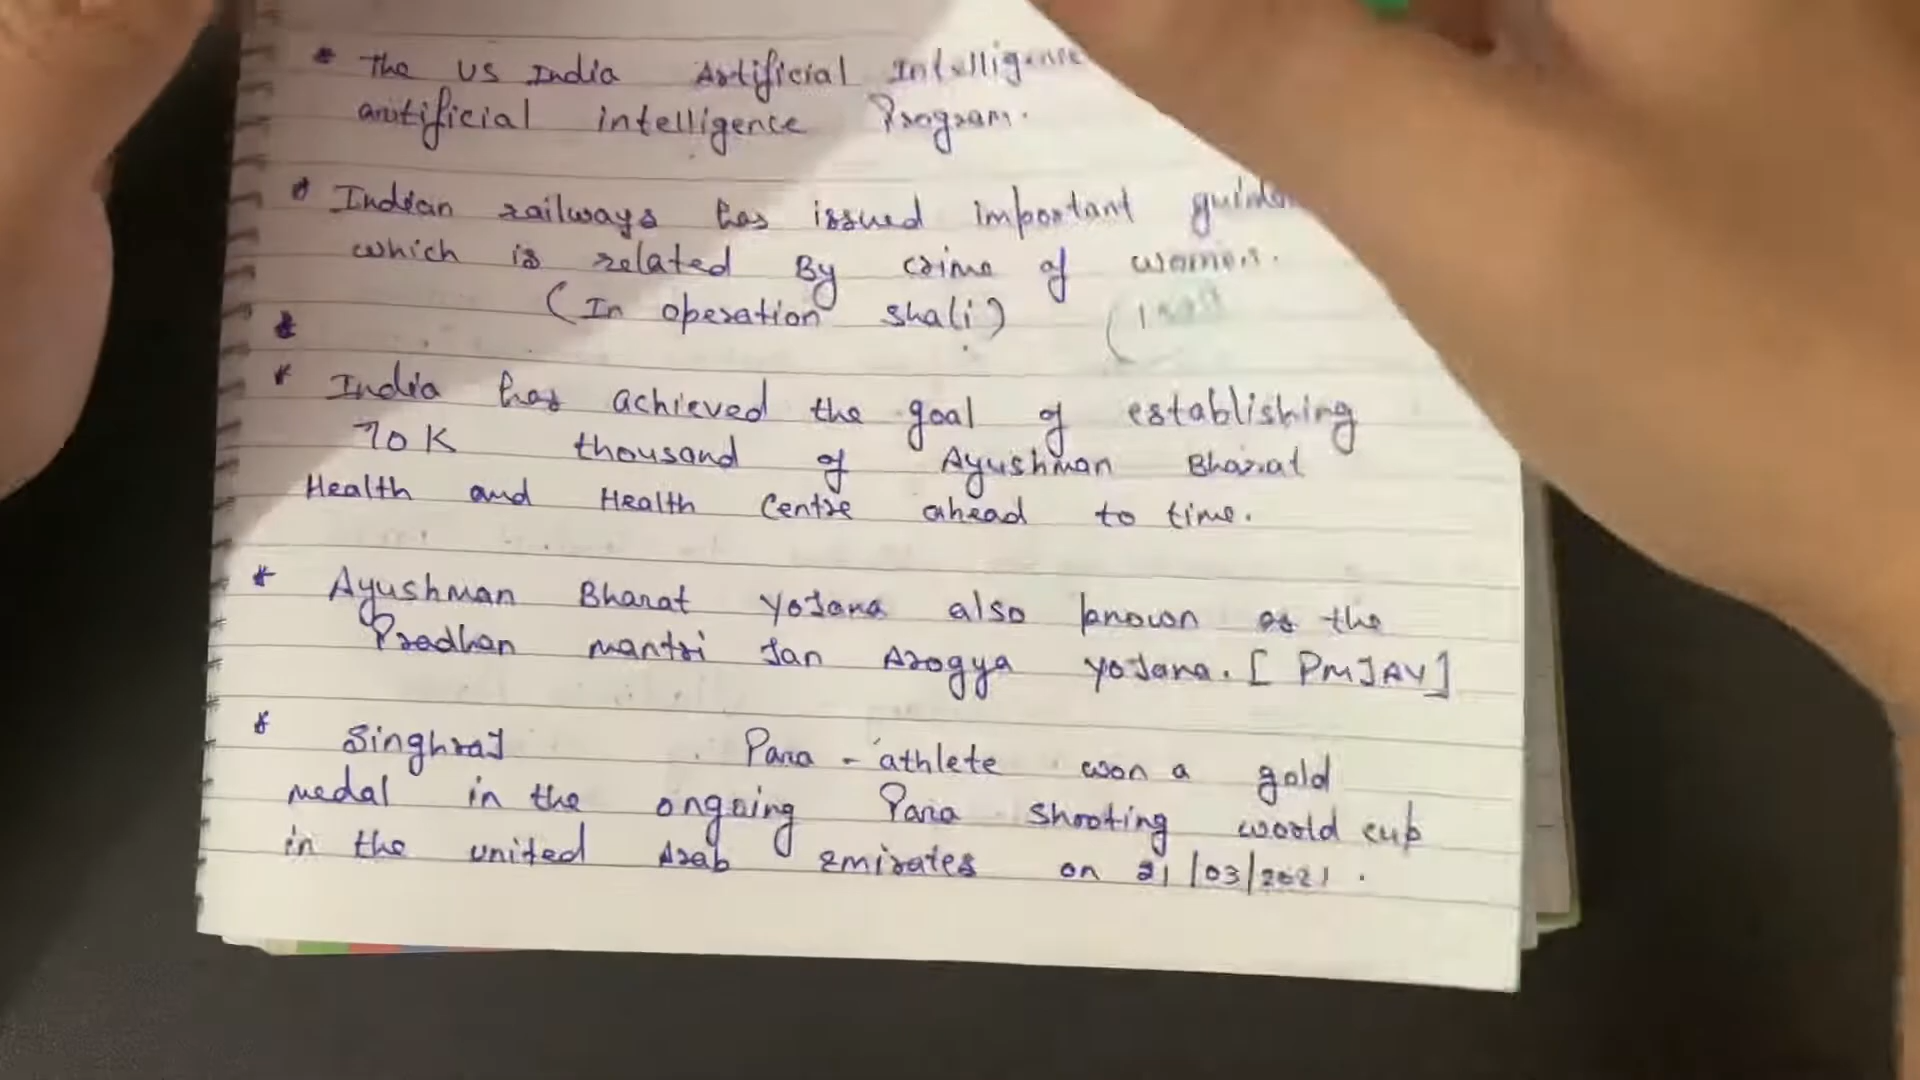 * The US India Artificial Intelligence
artificial intelligence Program.
* Indian railways has issued important
which is related By crime of women.
(In operation shakti)
*
* India has achieved the goal of establishing
70K thousand of Ayushman Bharat
Health and Health Centre ahead to time.
* Ayushman Bharat Yojana also known as the
Pradhan mantri Jan Arogya Yojana. [PMJAY]
* Singhraj Para - athlete won a gold
medal in the ongoing Para shooting world cup
in the united Arab Emirates on 21/03/2021.